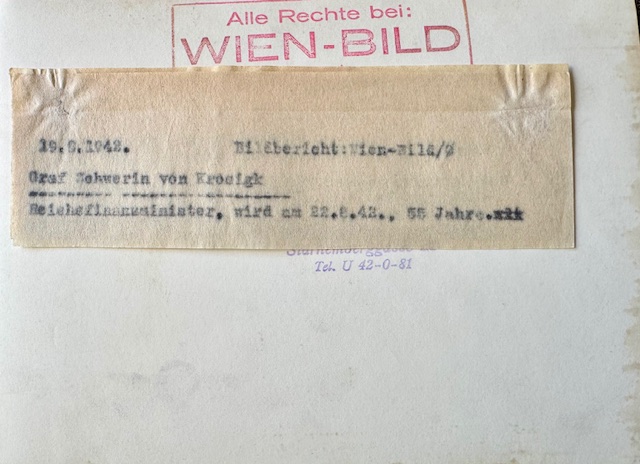 Alle Rechte bei:
WIEN-BILD
19.8.1942. Bildbericht:Wien-Bild/
Graf Schwerin von Krosigk
Reichsfinanzminister, wird am 22.8.42., 55 Jahre.
Tel. U 42-0-81